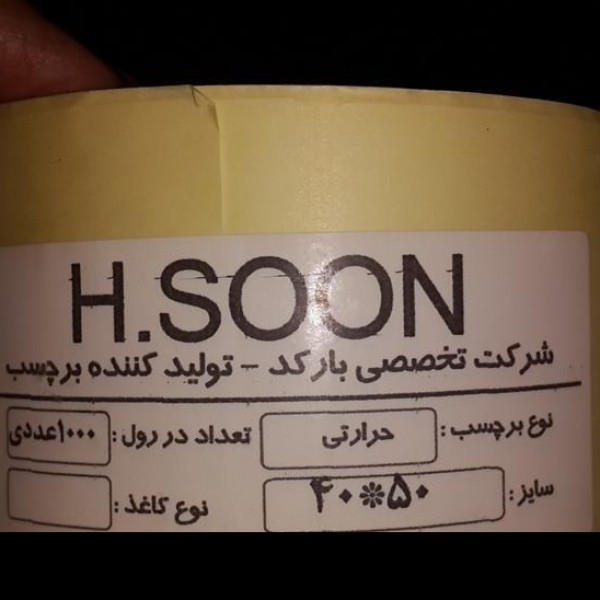 H.SOON
شرکت تخصصی بارکد - تولید کننده برچسب
نوع برچسب: حرارتی تعداد در رول: ۱۰۰۰عددی
سایز: ۵۰*۴۰ نوع کاغذ: